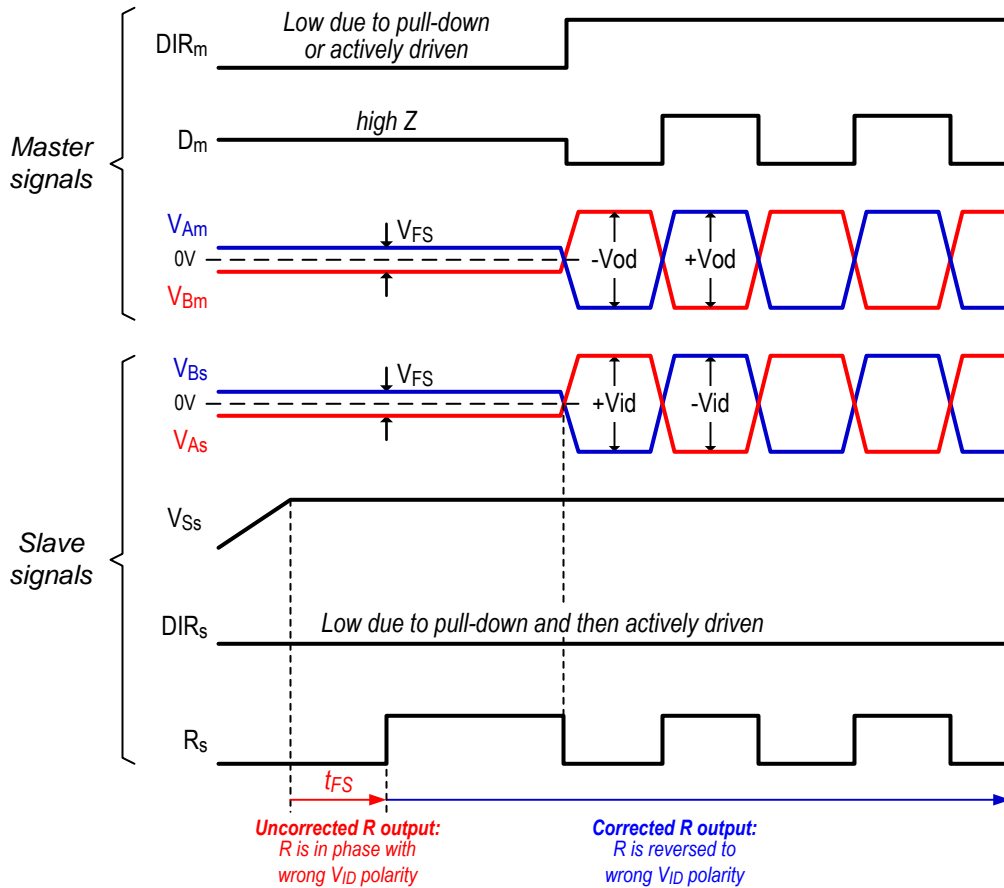 Low due to pull-down
or actively driven
DIRm
high Z
Dm
Master
signals
VAm
VFS
0V
-Vod
+Vod
VBm
VBs
VFS
0V
+Vid
-Vid
VAs
VSs
Slave
signals
DIRs
Low due to pull-down and then actively driven
Rs
tFS
Uncorrected R output:
R is in phase with
wrong VID polarity
Corrected R output:
R is reversed to
wrong VID polarity